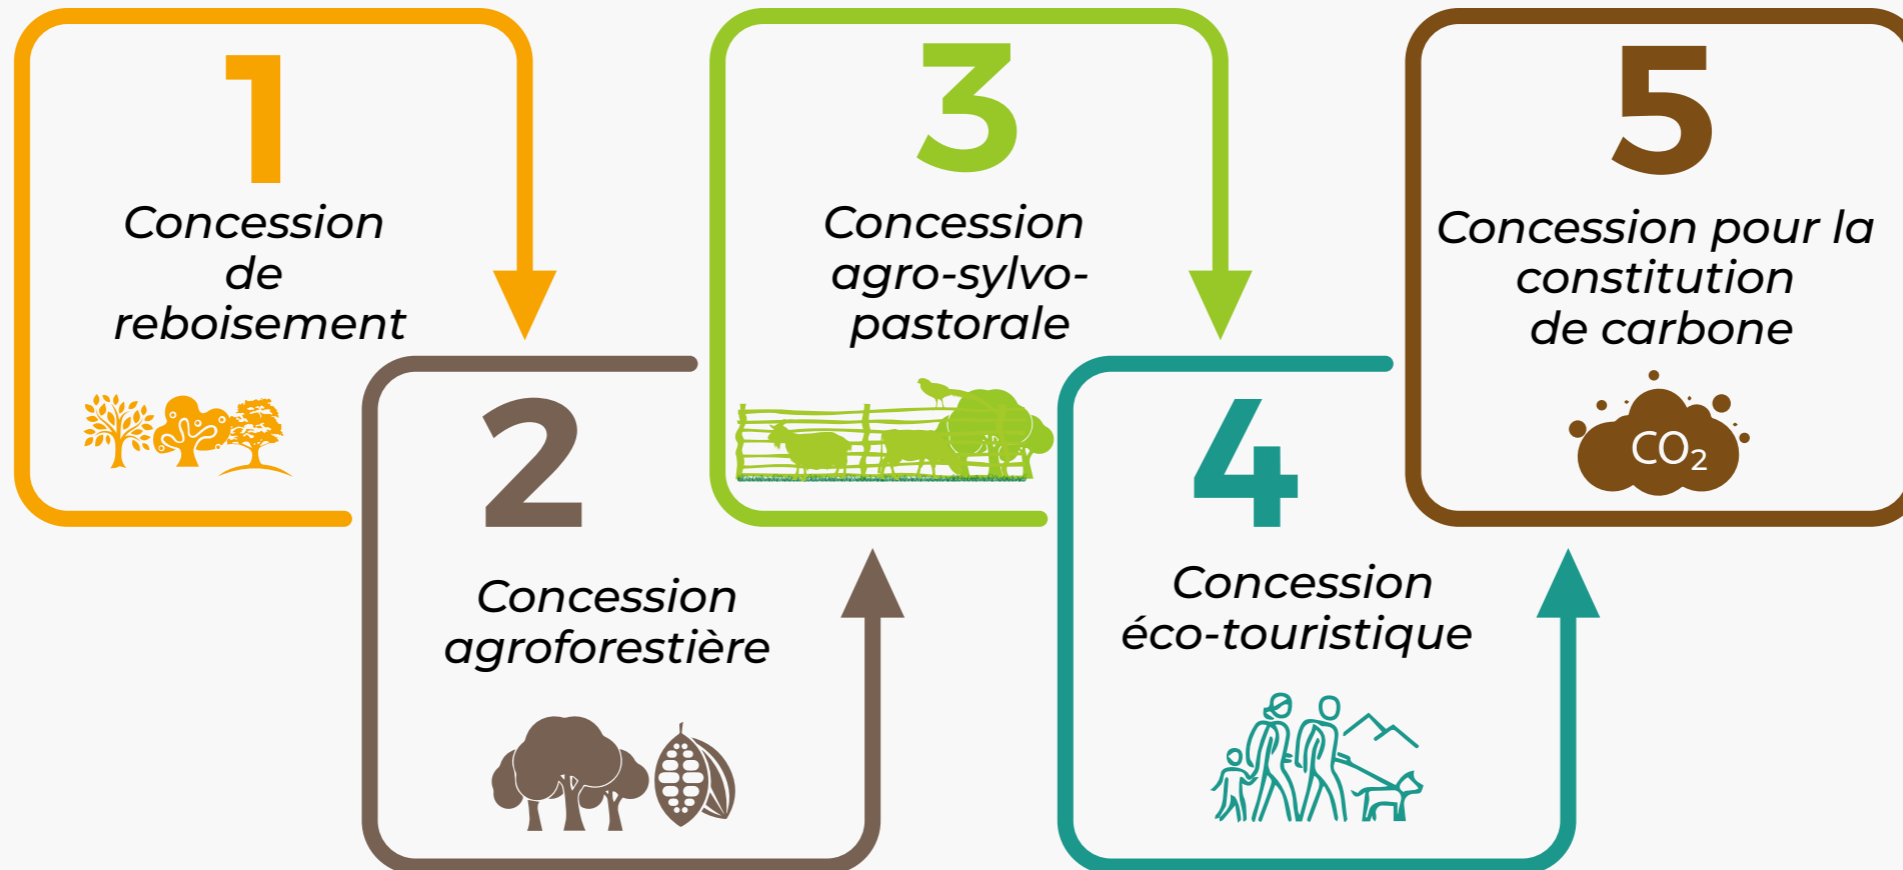 1
Concession
de
reboisement
2
Concession
agroforestière
3
Concession
agro-sylvo-
pastorale
4
Concession
éco-touristique
5
Concession pour la
constitution
de carbone
CO₂